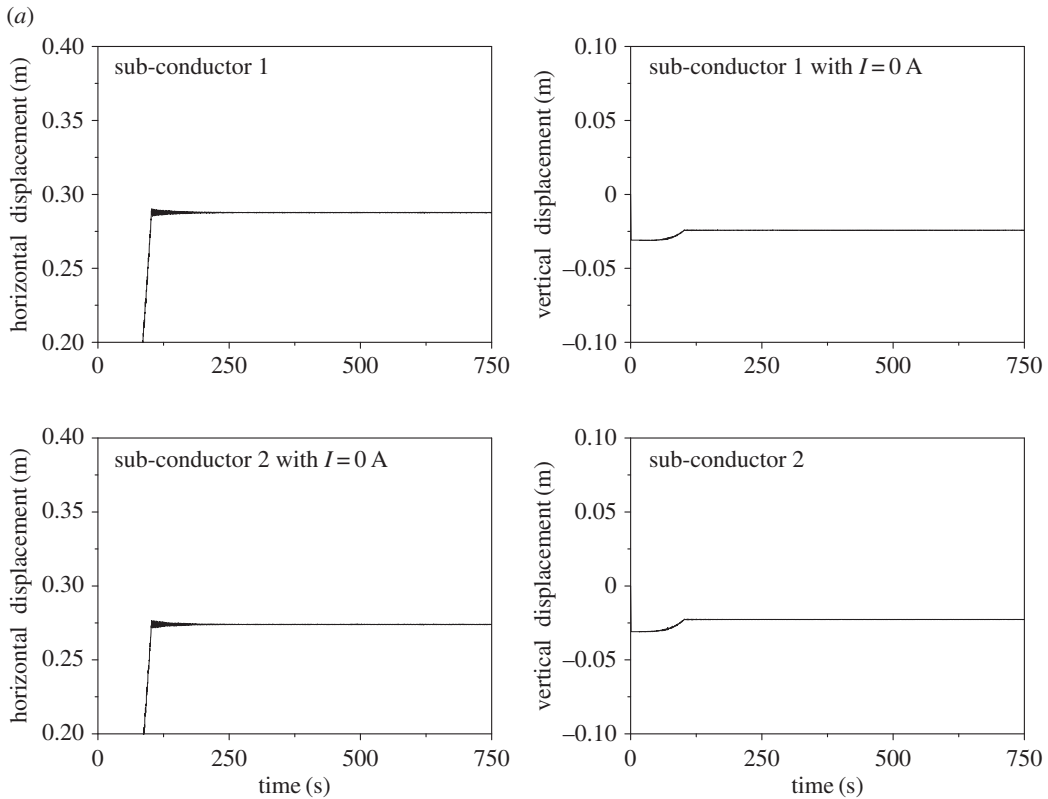 (a)
0.40
0.35
0.30
0.25
0.20
horizontal displacement (m)
sub-conductor 1
0 250 500 750
0.10
0.05
0
–0.05
–0.10
vertical displacement (m)
sub-conductor 1 with I = 0 A
0 250 500 750
0.40
0.35
0.30
0.25
0.20
horizontal displacement (m)
sub-conductor 2 with I = 0 A
0 250 500 750
time (s)
0.10
0.05
0
–0.05
–0.10
vertical displacement (m)
sub-conductor 2
0 250 500 750
time (s)